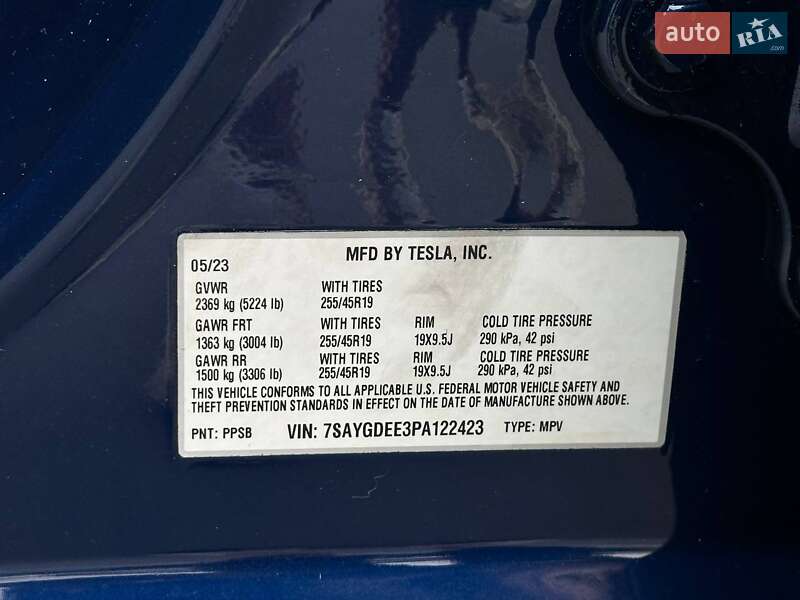 auto RIA.com
MFD BY TESLA, INC.
05/23
GVWR WITH TIRES
2369 kg (5224 lb) 255/45R19
GAWR FRT WITH TIRES RIM COLD TIRE PRESSURE
1363 kg (3004 lb) 255/45R19 19X9.5J 290 kPa, 42 psi
GAWR RR WITH TIRES RIM COLD TIRE PRESSURE
1500 kg (3306 lb) 255/45R19 19X9.5J 290 kPa, 42 psi
THIS VEHICLE CONFORMS TO ALL APPLICABLE U.S. FEDERAL MOTOR VEHICLE SAFETY AND
THEFT PREVENTION STANDARDS IN EFFECT ON THE DATE OF MANUFACTURE SHOWN ABOVE.
PNT: PPSB VIN: 7SAYGDEE3PA122423 TYPE: MPV